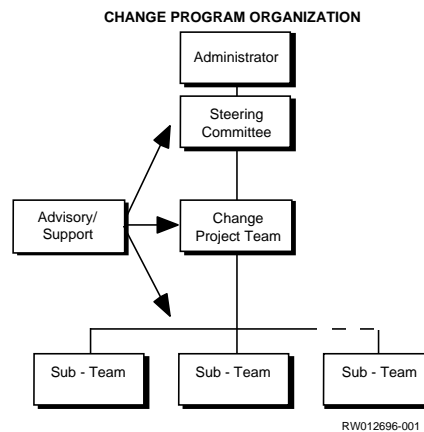 CHANGE PROGRAM ORGANIZATION
Administrator
Steering
Committee
Advisory/
Support
Change
Project Team
Sub - Team
Sub - Team
Sub - Team
RW012696-001